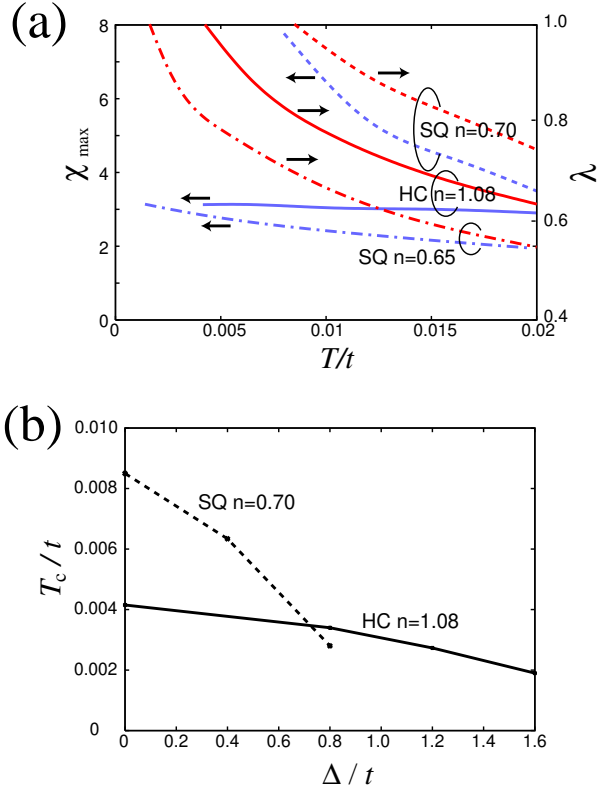 (a)
8
6
4
2
0
χ max
1.0
0.8
0.6
0.4
λ
SQ n=0.70
HC n=1.08
SQ n=0.65
0
0.005
0.01
0.015
0.02
T/t
(b)
0.010
0.008
0.006
0.004
0.002
0
Tc / t
SQ n=0.70
HC n=1.08
0
0.2
0.4
0.6
0.8
1.0
1.2
1.4
1.6
Δ / t